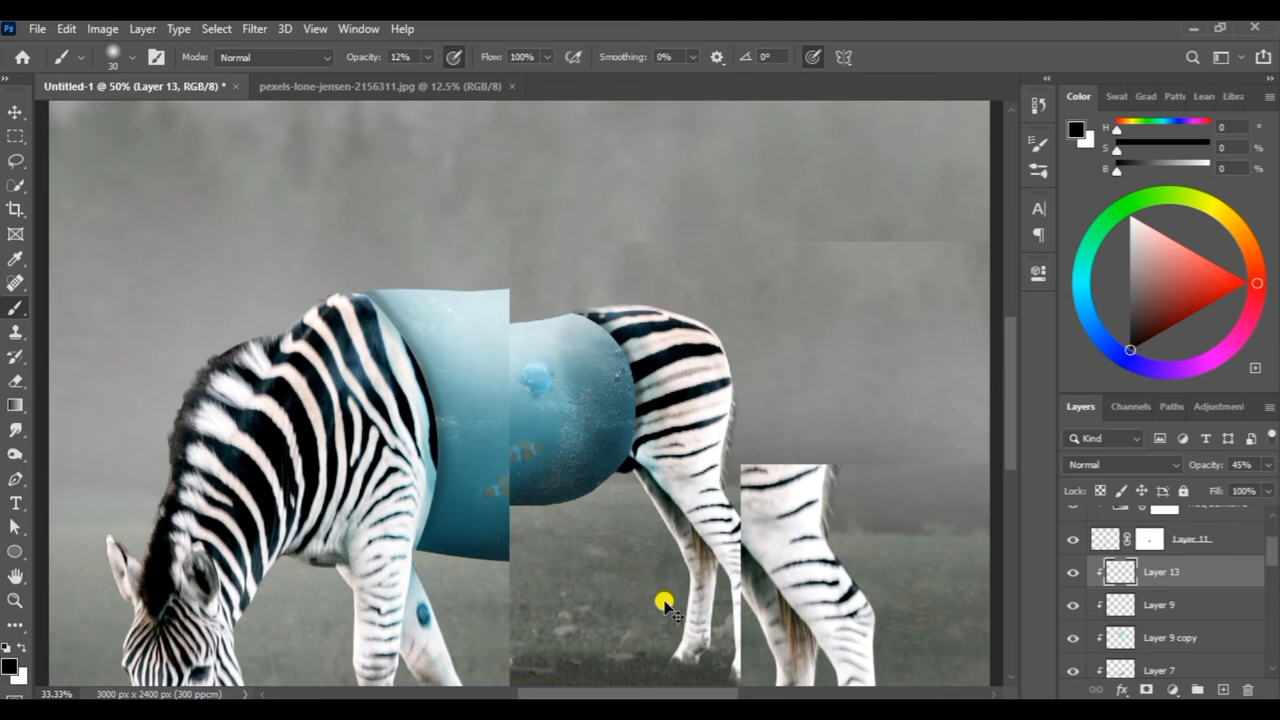 Ps File Edit Image Layer Type Select Filter 3D View Window Help
30 Mode: Normal Opacity: 12% Flow: 100% Smoothing: 0% 0°
Untitled-1 @ 50% (Layer 13, RGB/8) * × pexels-lone-jensen-2156311.jpg @ 12.5% (RGB/8) ×
Color Swat Grad Patt Lear Libra
H 0 °
S 0 %
B 0 %
Layers Channels Paths Adjustment
Kind
Normal Opacity: 45%
Lock: Fill: 100%
Layer 11
Layer 13
Layer 9
Layer 9 copy
Layer 7
33.33% 3000 px x 2400 px (300 ppcm)